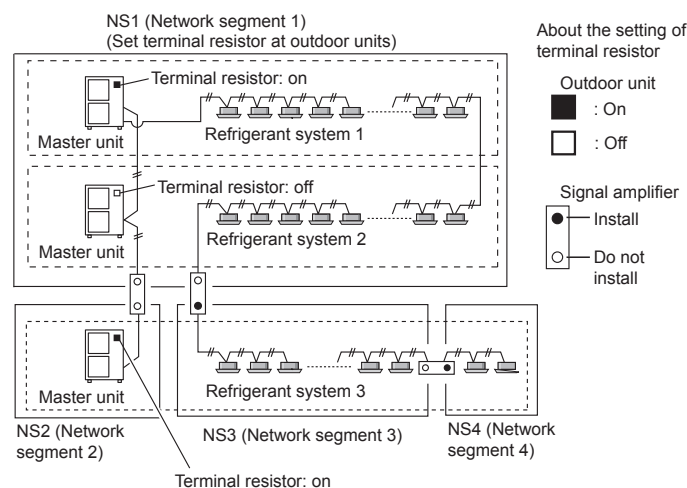 NS1 (Network segment 1)
(Set terminal resistor at outdoor units)
Terminal resistor: on
Master unit
Refrigerant system 1
Terminal resistor: off
Master unit
Refrigerant system 2
Master unit
Refrigerant system 3
NS2 (Network
segment 2)
NS3 (Network segment 3)
NS4 (Network
segment 4)
Terminal resistor: on
About the setting of
terminal resistor
Outdoor unit
: On
: Off
Signal amplifier
Install
Do not
install